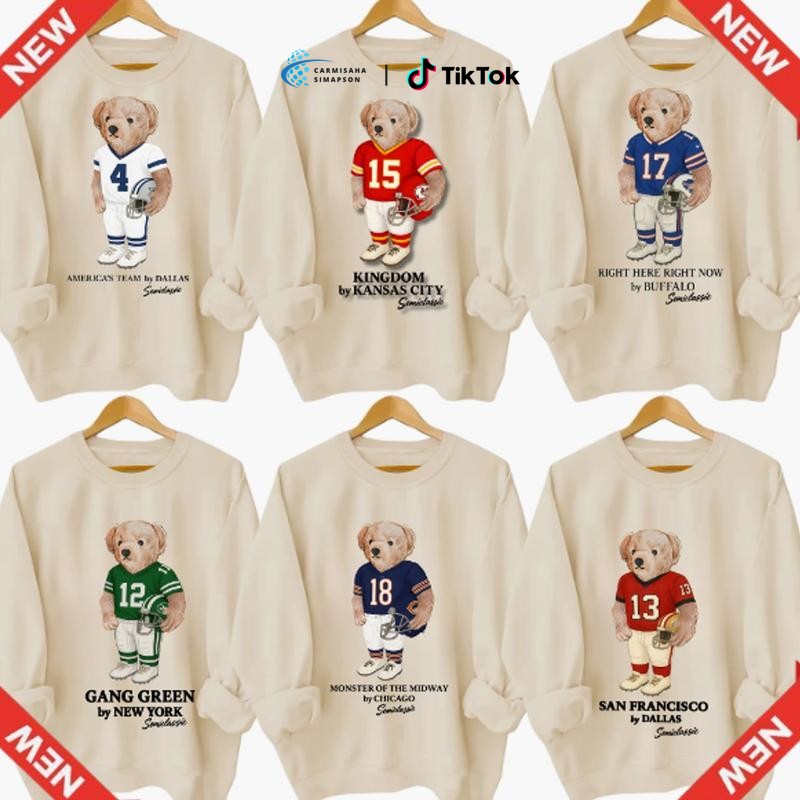 NEW
NEW
CARMISAHA
SIMAPSON
TikTok
4
AMERICA'S TEAM by DALLAS
Semiclassic
15
KINGDOM
by KANSAS CITY
Semiclassic
17
RIGHT HERE RIGHT NOW
by BUFFALO
Semiclassic
12
GANG GREEN
by NEW YORK
Semiclassic
18
MONSTER OF THE MIDWAY
by CHICAGO
Semiclassic
13
13
SAN FRANCISCO
by DALLAS
Semiclassic
NEW
NEW